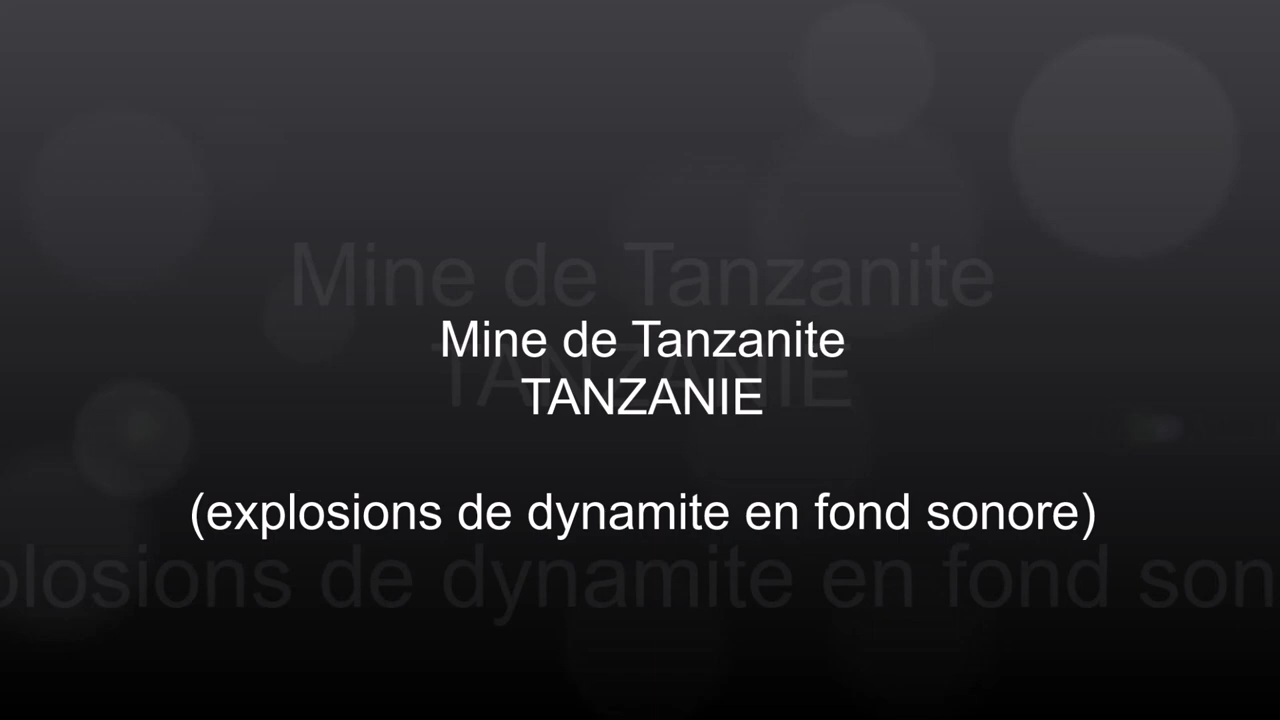 Mine de Tanzanite
TANZANIE
(explosions de dynamite en fond sonore)